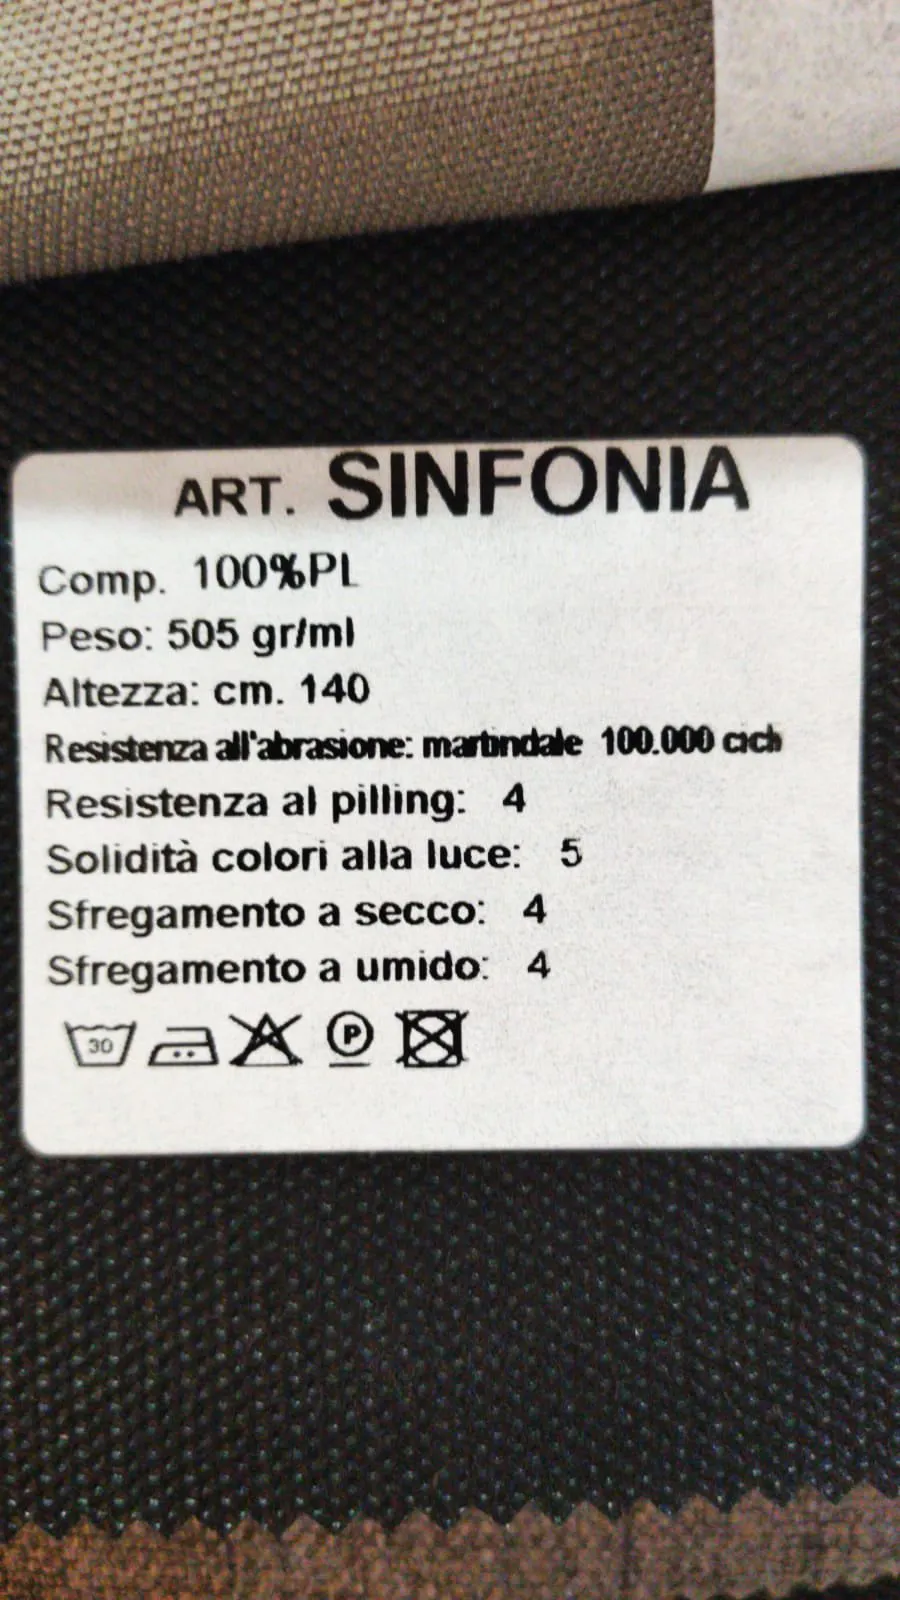 ART. SINFONIA
Comp. 100%PL
Peso: 505 gr/ml
Altezza: cm. 140
Resistenza all'abrasione: martindale 100.000 cicli
Resistenza al pilling: 4
Solidità colori alla luce: 5
Sfregamento a secco: 4
Sfregamento a umido: 4
30 P